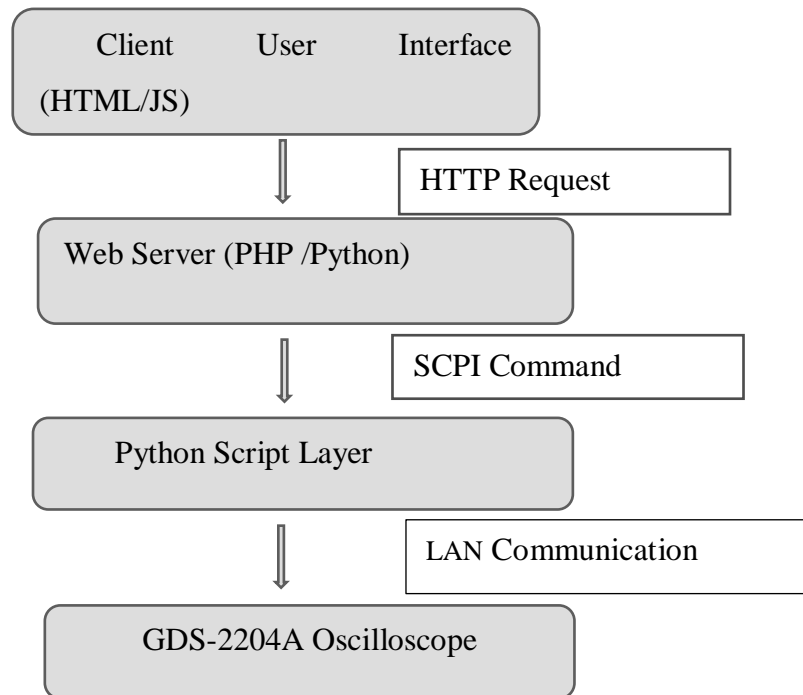 Client User Interface
(HTML/JS)
HTTP Request
Web Server (PHP /Python)
SCPI Command
Python Script Layer
LAN Communication
GDS-2204A Oscilloscope